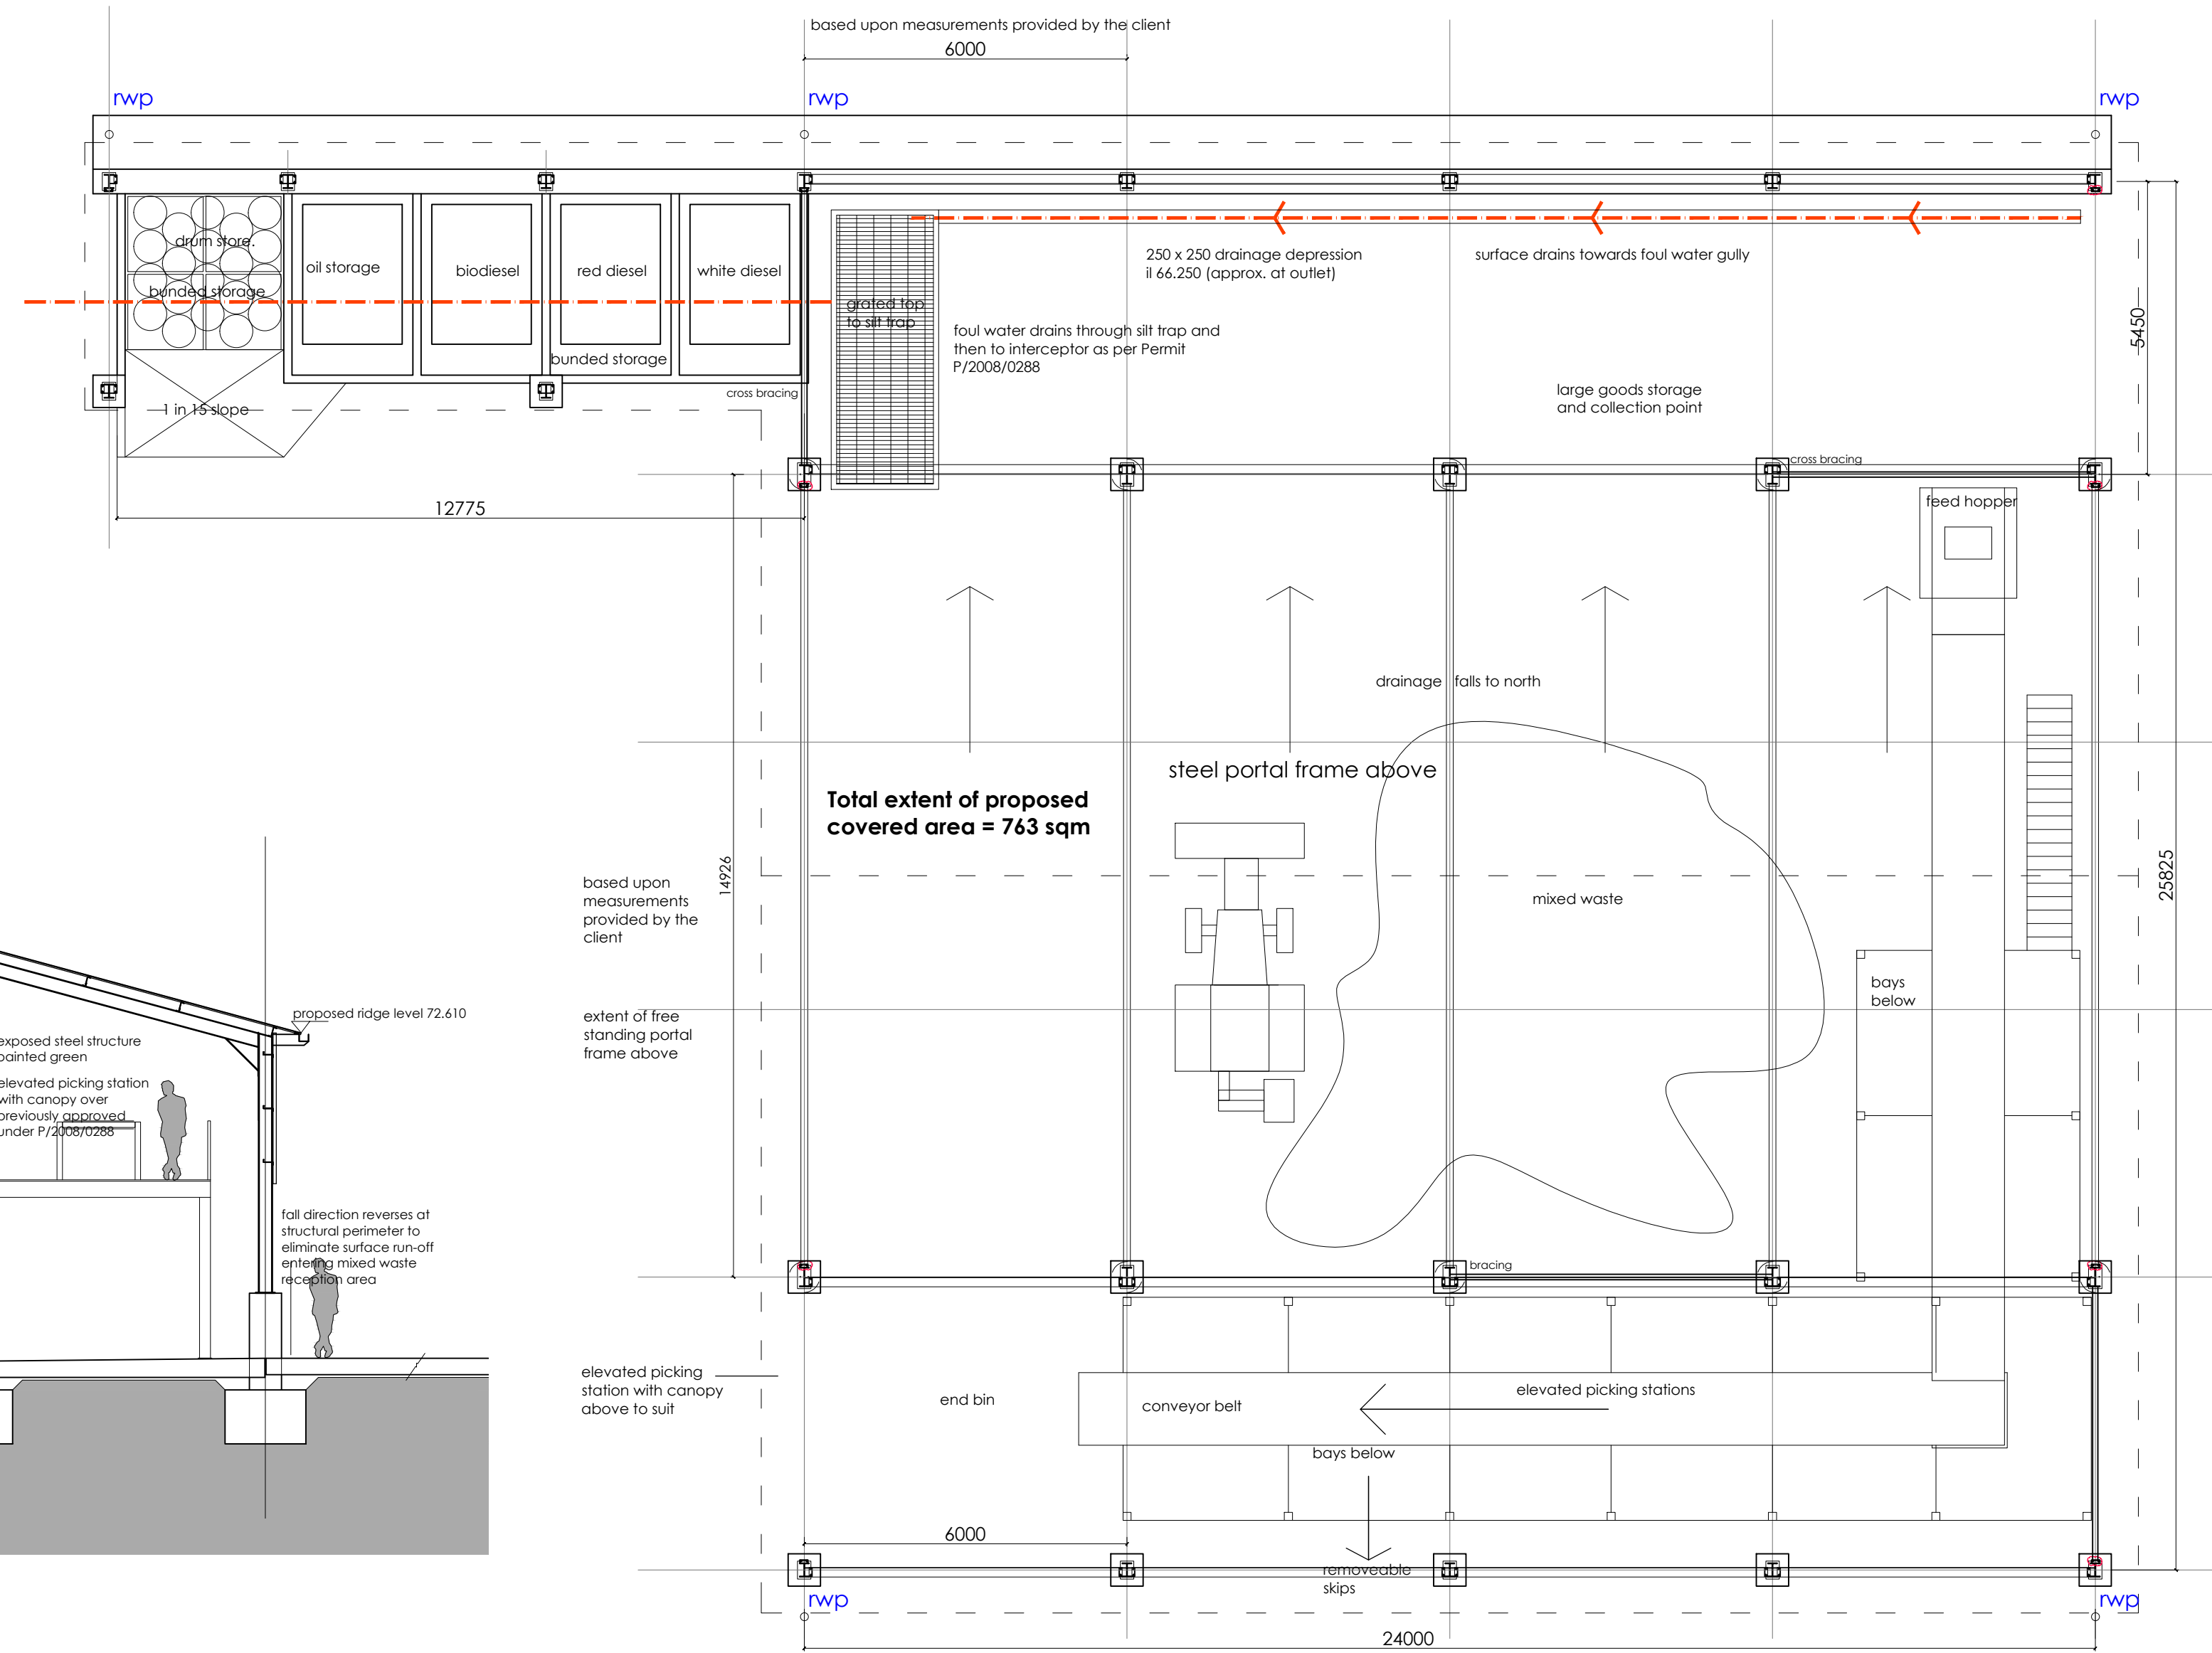 based upon measurements provided by the client
6000
rwp
rwp
rwp
drum store.
bunded storage
oil storage
biodiesel
red diesel
white diesel
bunded storage
1 in 15 slope
cross bracing
12775
grated top
to silt trap
250 x 250 drainage depression
il 66.250 (approx. at outlet)
surface drains towards foul water gully
foul water drains through silt trap and
then to interceptor as per Permit
P/2008/0288
large goods storage
and collection point
5450
cross bracing
feed hopper
drainage falls to north
steel portal frame above
Total extent of proposed
covered area = 763 sqm
14926
25825
based upon
measurements
provided by the
client
mixed waste
bays
below
extent of free
standing portal
frame above
proposed ridge level 72.610
exposed steel structure
painted green
elevated picking station
with canopy over
previously approved
under P/2008/0288
fall direction reverses at
structural perimeter to
eliminate surface run-off
entering mixed waste
reception area
bracing
elevated picking
station with canopy
above to suit
end bin
conveyor belt
elevated picking stations
bays below
6000
removeable
skips
rwp
rwp
24000